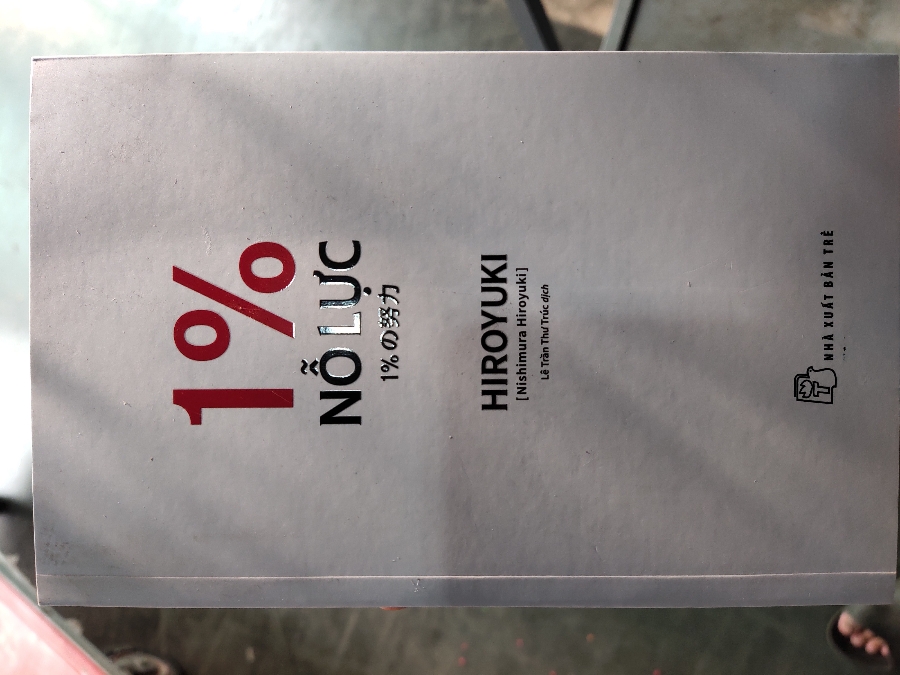 1%
NỖ LỰC
1%の努力
HIROYUKI
[Nishimura Hiroyuki]
Lê Trần Thư Trúc dịch
NHÀ XUẤT BẢN TRẺ